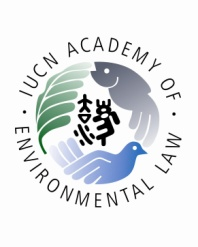 IUCN ACADEMY OF
· ENVIRONMENTAL LAW ·